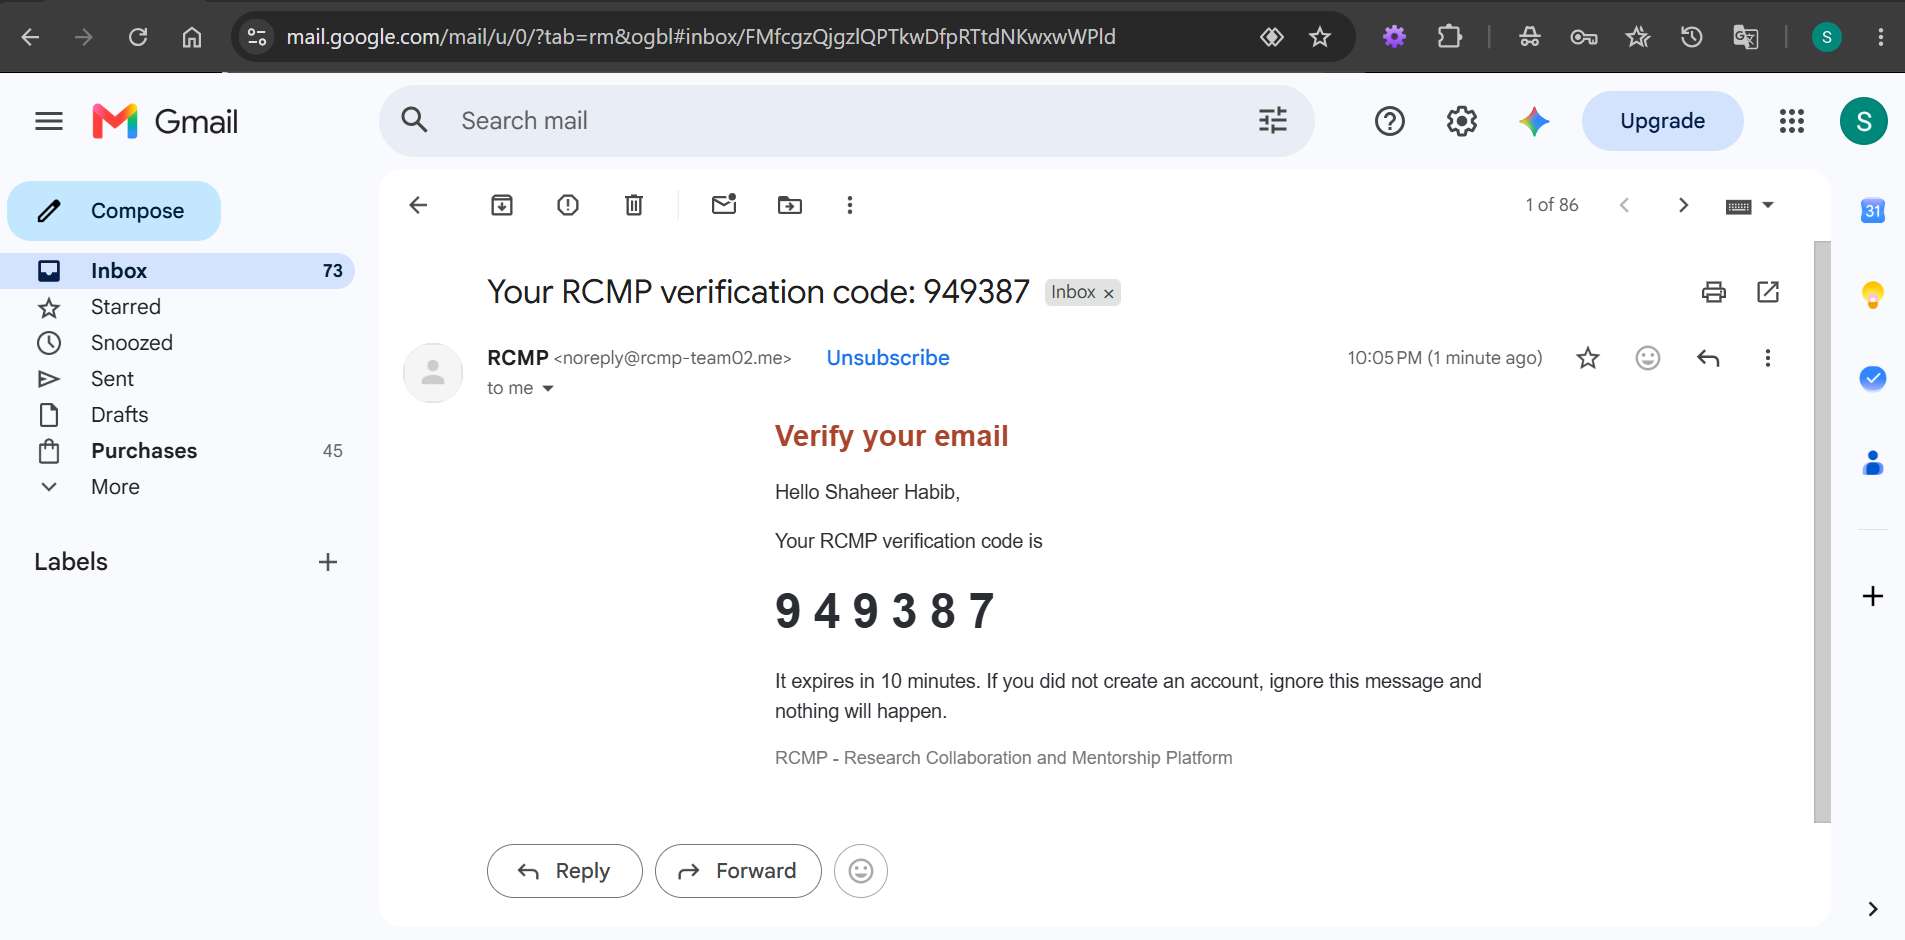 mail.google.com/mail/u/0/?tab=rm&ogbl#inbox/FMfcgzQjgzlQPTkwDfpRTtdNKwxwWPld
S
Gmail
Search mail
Upgrade
S
Compose
1 of 86
31
Inbox 73
Starred
Snoozed
Sent
Drafts
Purchases 45
More
Labels
Your RCMP verification code: 949387 Inbox x
RCMP <noreply@rcmp-team02.me> Unsubscribe 10:05 PM (1 minute ago)
to me
Verify your email
Hello Shaheer Habib,
Your RCMP verification code is
949387
It expires in 10 minutes. If you did not create an account, ignore this message and
nothing will happen.
RCMP - Research Collaboration and Mentorship Platform
Reply Forward